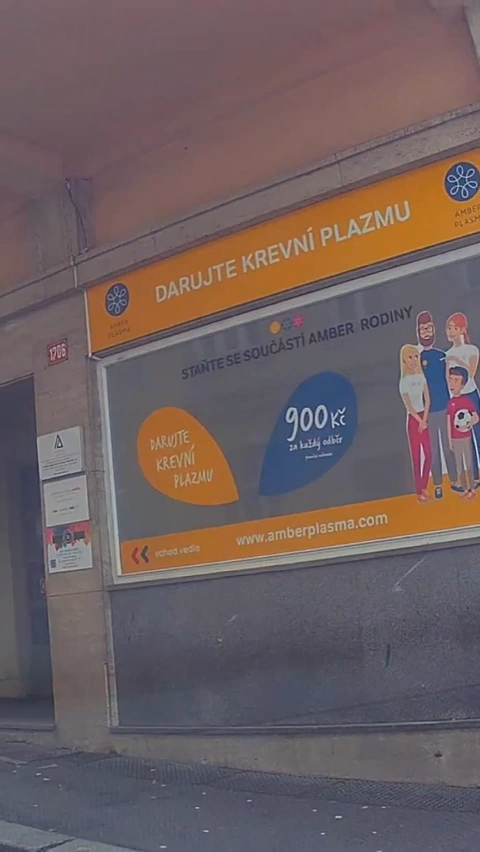 DARUJTE KREVNÍ PLAZMU
AMBER
PLASMA
AMBER
PLASMA
1706
STAŇTE SE SOUČÁSTÍ AMBER RODINY
DARUJTE
KREVNÍ
PLAZMU
900 Kč
za každý odběr
vchod vedle
www.amberplasma.com